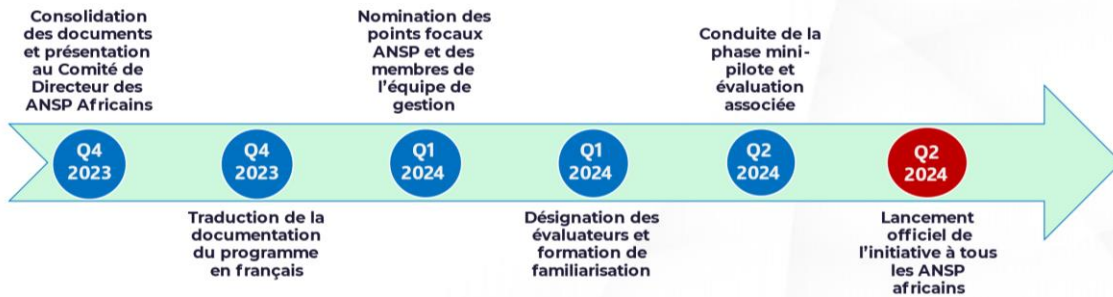 Consolidation
des documents
et présentation
au Comité de
Directeur des
ANSP Africains
Q4
2023
Traduction de la
documentation
du programme
en français
Q4
2023
Nomination des
points focaux
ANSP et des
membres de
l'équipe de
gestion
Q1
2024
Désignation des
évaluateurs et
formation de
familiarisation
Q1
2024
Conduite de la
phase mini-
pilote et
évaluation
associée
Q2
2024
Q2
2024
Lancement
officiel de
l'initiative à tous
les ANSP
africains